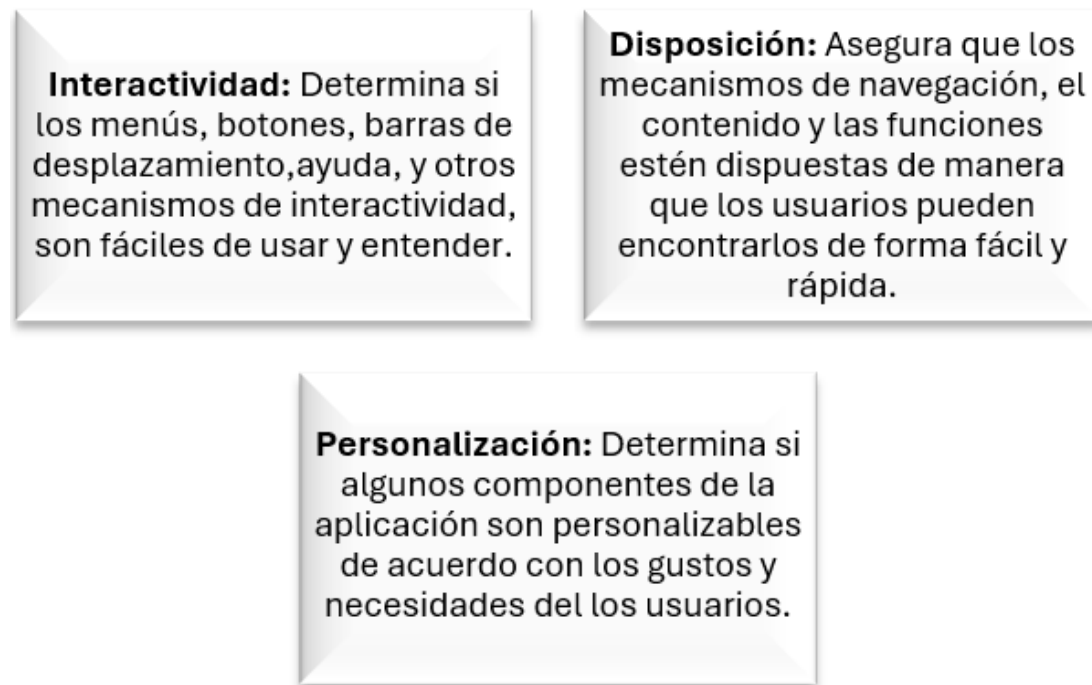 Interactividad: Determina si
los menús, botones, barras de
desplazamiento,ayuda, y otros
mecanismos de interactividad,
son fáciles de usar y entender.
Disposición: Asegura que los
mecanismos de navegación, el
contenido y las funciones
estén dispuestas de manera
que los usuarios pueden
encontrarlos de forma fácil y
rápida.
Personalización: Determina si
algunos componentes de la
aplicación son personalizables
de acuerdo con los gustos y
necesidades del los usuarios.